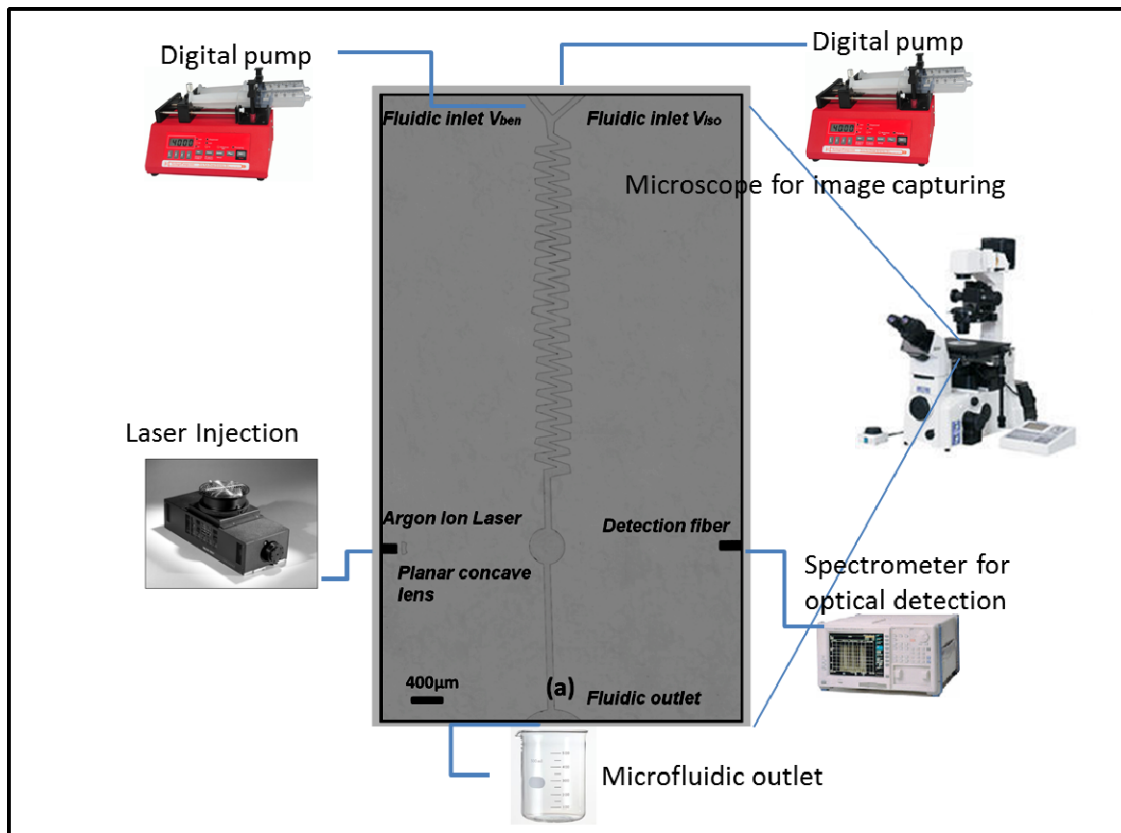 Digital pump
Digital pump
Fluidic inlet Vben
Fluidic inlet Viso
Microscope for image capturing
Laser Injection
Argon Ion Laser
Detection fiber
Planar concave
lens
Spectrometer for
optical detection
400μm
(a)
Fluidic outlet
Microfluidic outlet